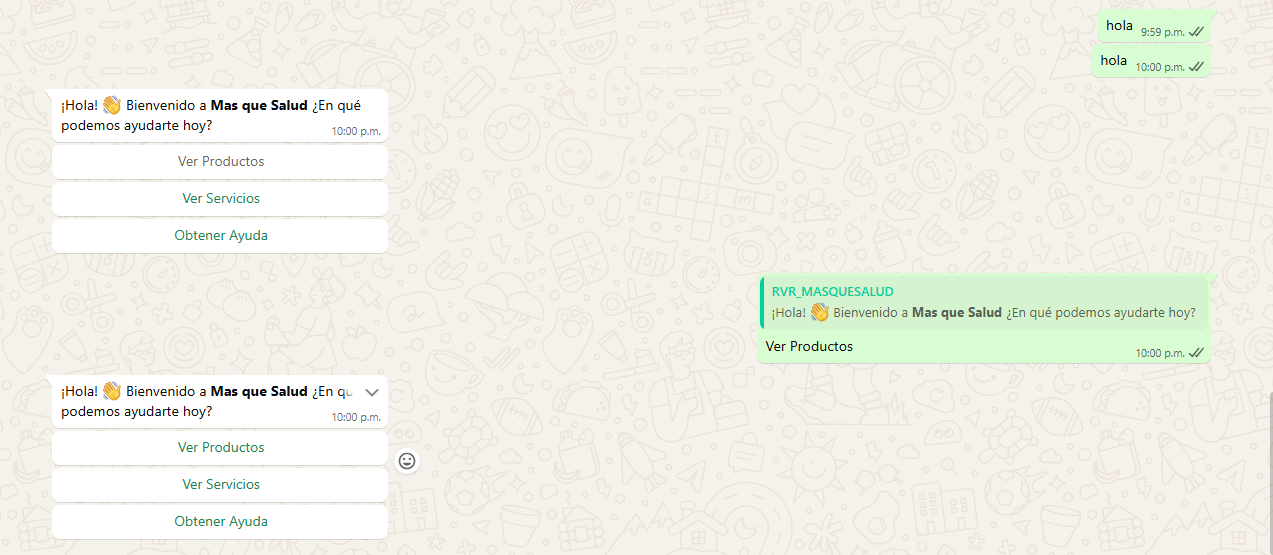 hola 9:59 p.m.
hola 10:00 p.m.
¡Hola! 👋 Bienvenido a Mas que Salud ¿En qué
podemos ayudarte hoy? 10:00 p.m.
Ver Productos
Ver Servicios
Obtener Ayuda
RVR_MASQUESALUD
¡Hola! 👋 Bienvenido a Mas que Salud ¿En qué podemos ayudarte hoy?
Ver Productos 10:00 p.m.
¡Hola! 👋 Bienvenido a Mas que Salud ¿En qu
podemos ayudarte hoy? 10:00 p.m.
Ver Productos
Ver Servicios
Obtener Ayuda